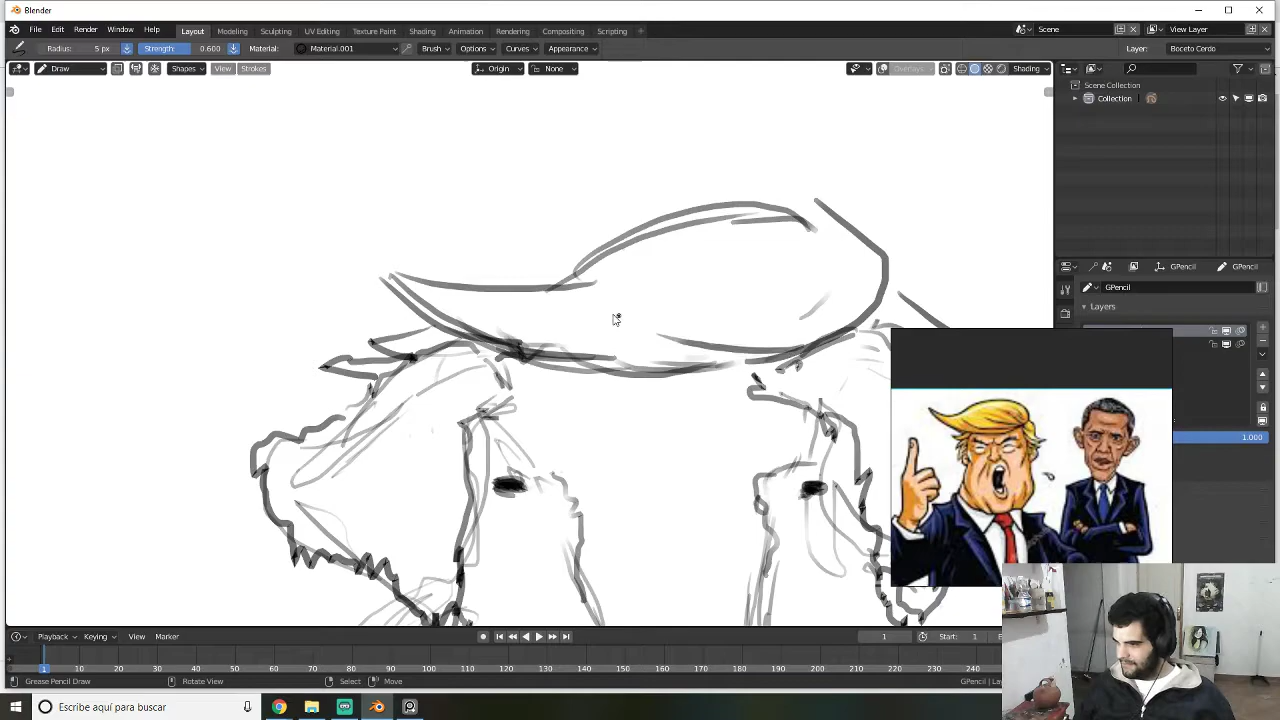 Blender
File Edit Render Window Help Layout Modeling Sculpting UV Editing Texture Paint Shading Animation Rendering Compositing Scripting + Scene View Layer
Radius: 5 px Strength: 0.600 Material: Material.001 Brush Options Curves Appearance Layer: Boceto Cerdo
Draw Shapes View Strokes Origin None Overlays Shading
Scene Collection
Collection
GPencil GPencil
GPencil
Layers
1.000
Playback Keying View Marker 1 Start: 1
1 10 20 30 40 50 60 70 80 90 100 110 120 130 140 150 160 170 180 190 200 210 220 230 240
Grease Pencil Draw Rotate View Select Move GPencil | La
Escribe aquí para buscar